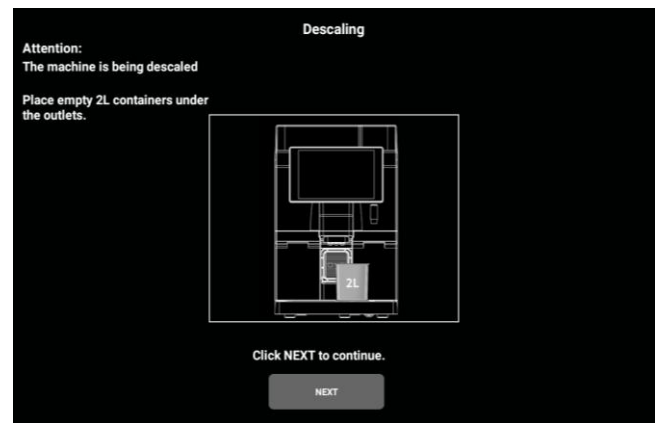 Descaling
Attention:
The machine is being descaled
Place empty 2L containers under
the outlets.
2L
Click NEXT to continue.
NEXT